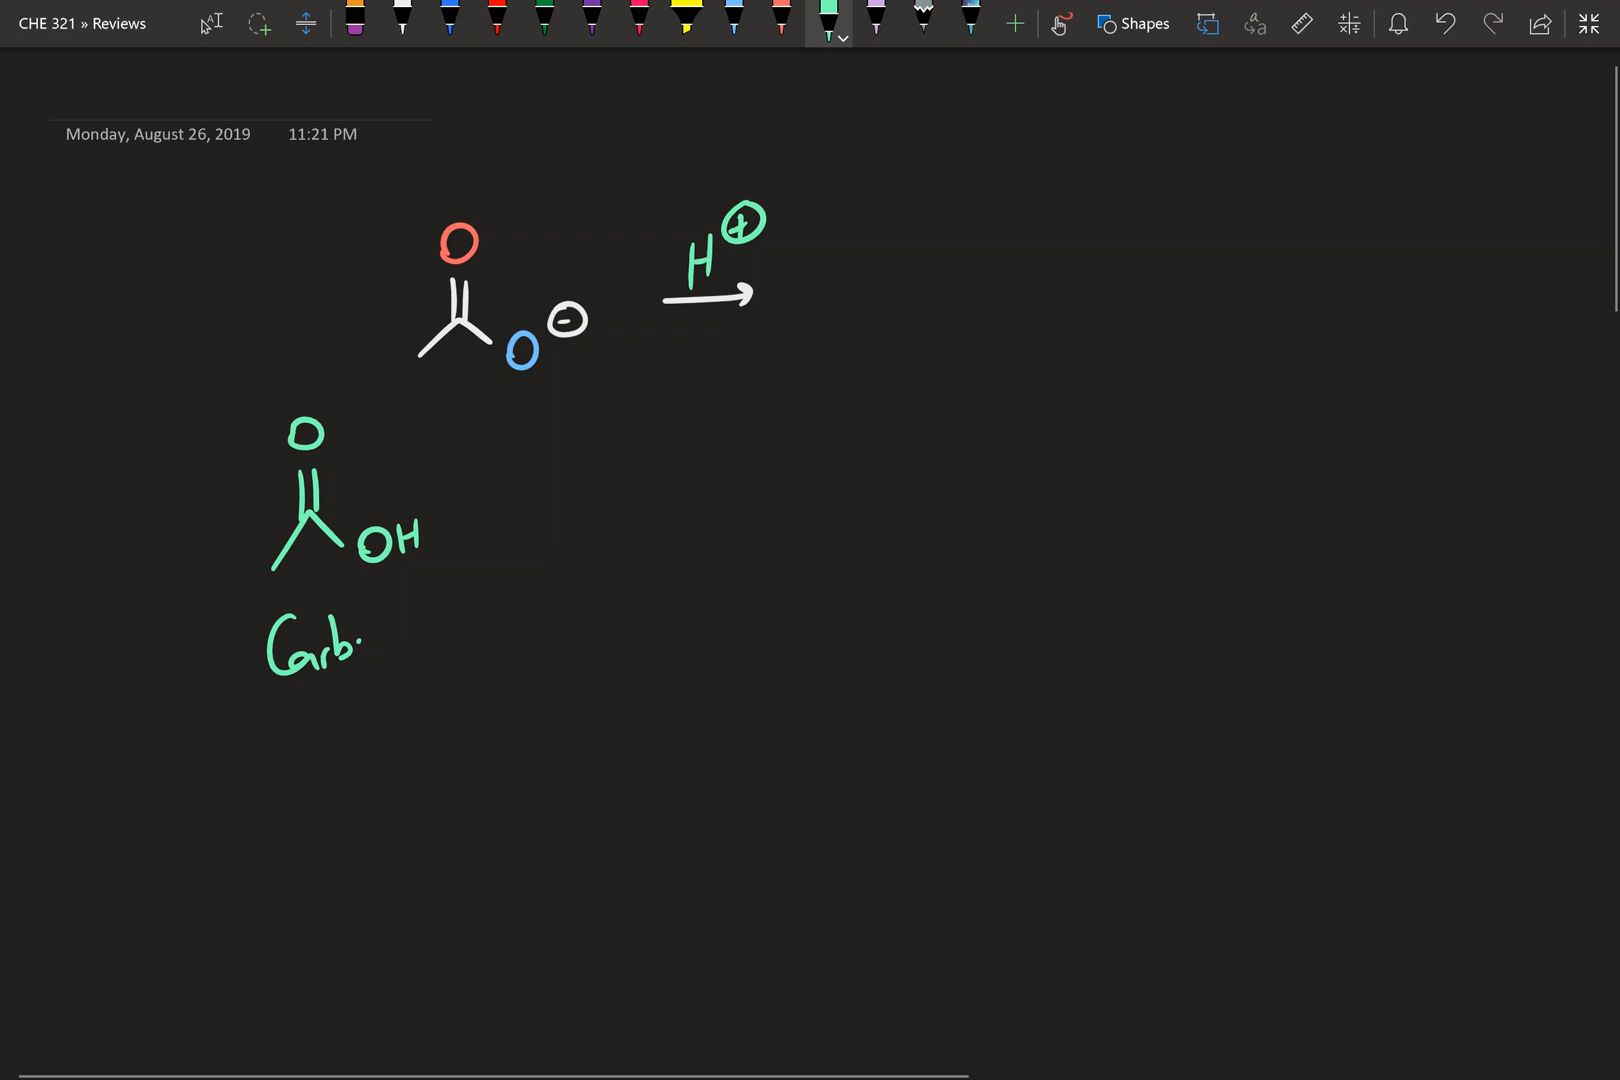 CHE 321 » Reviews
Shapes
Monday, August 26, 2019 11:21 PM
O
H +
O -
O
OH
Carb.